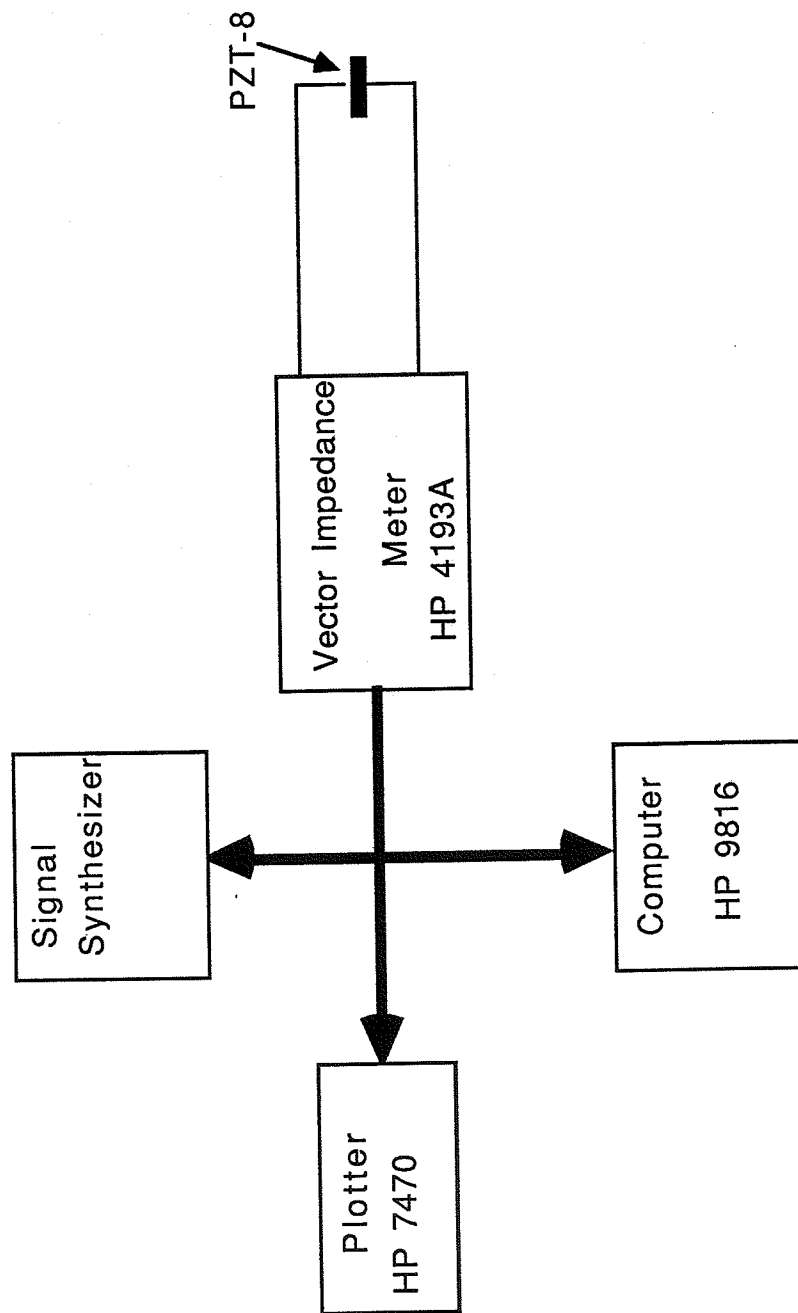 Signal
Synthesizer
Plotter
HP 7470
Computer
HP 9816
Vector Impedance
Meter
HP 4193A
PZT-8